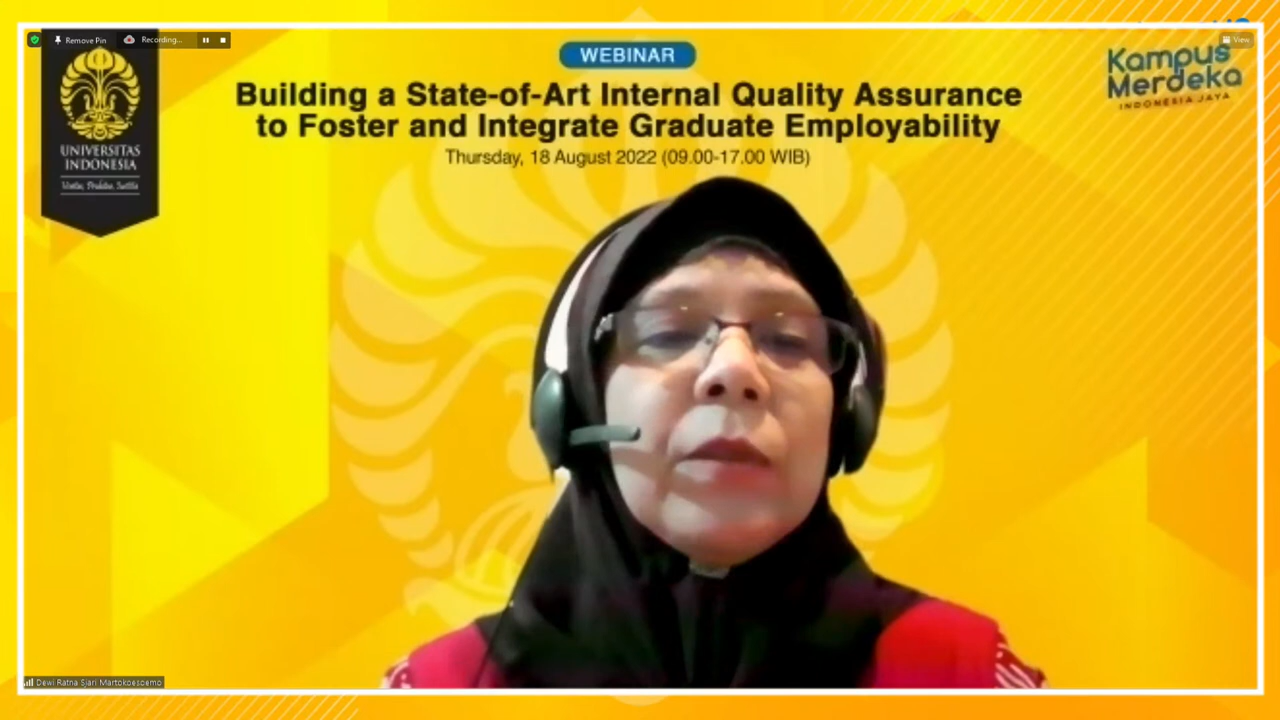 Remove Pin
Recording...
View
WEBINAR
Building a State-of-Art Internal Quality Assurance
to Foster and Integrate Graduate Employability
Thursday, 18 August 2022 (09.00-17.00 WIB)
UNIVERSITAS
INDONESIA
Veritas, Probitas, Iustitia
Kampus
Merdeka
INDONESIA JAYA
Dewi Ratna Sjari Martokoesoemo